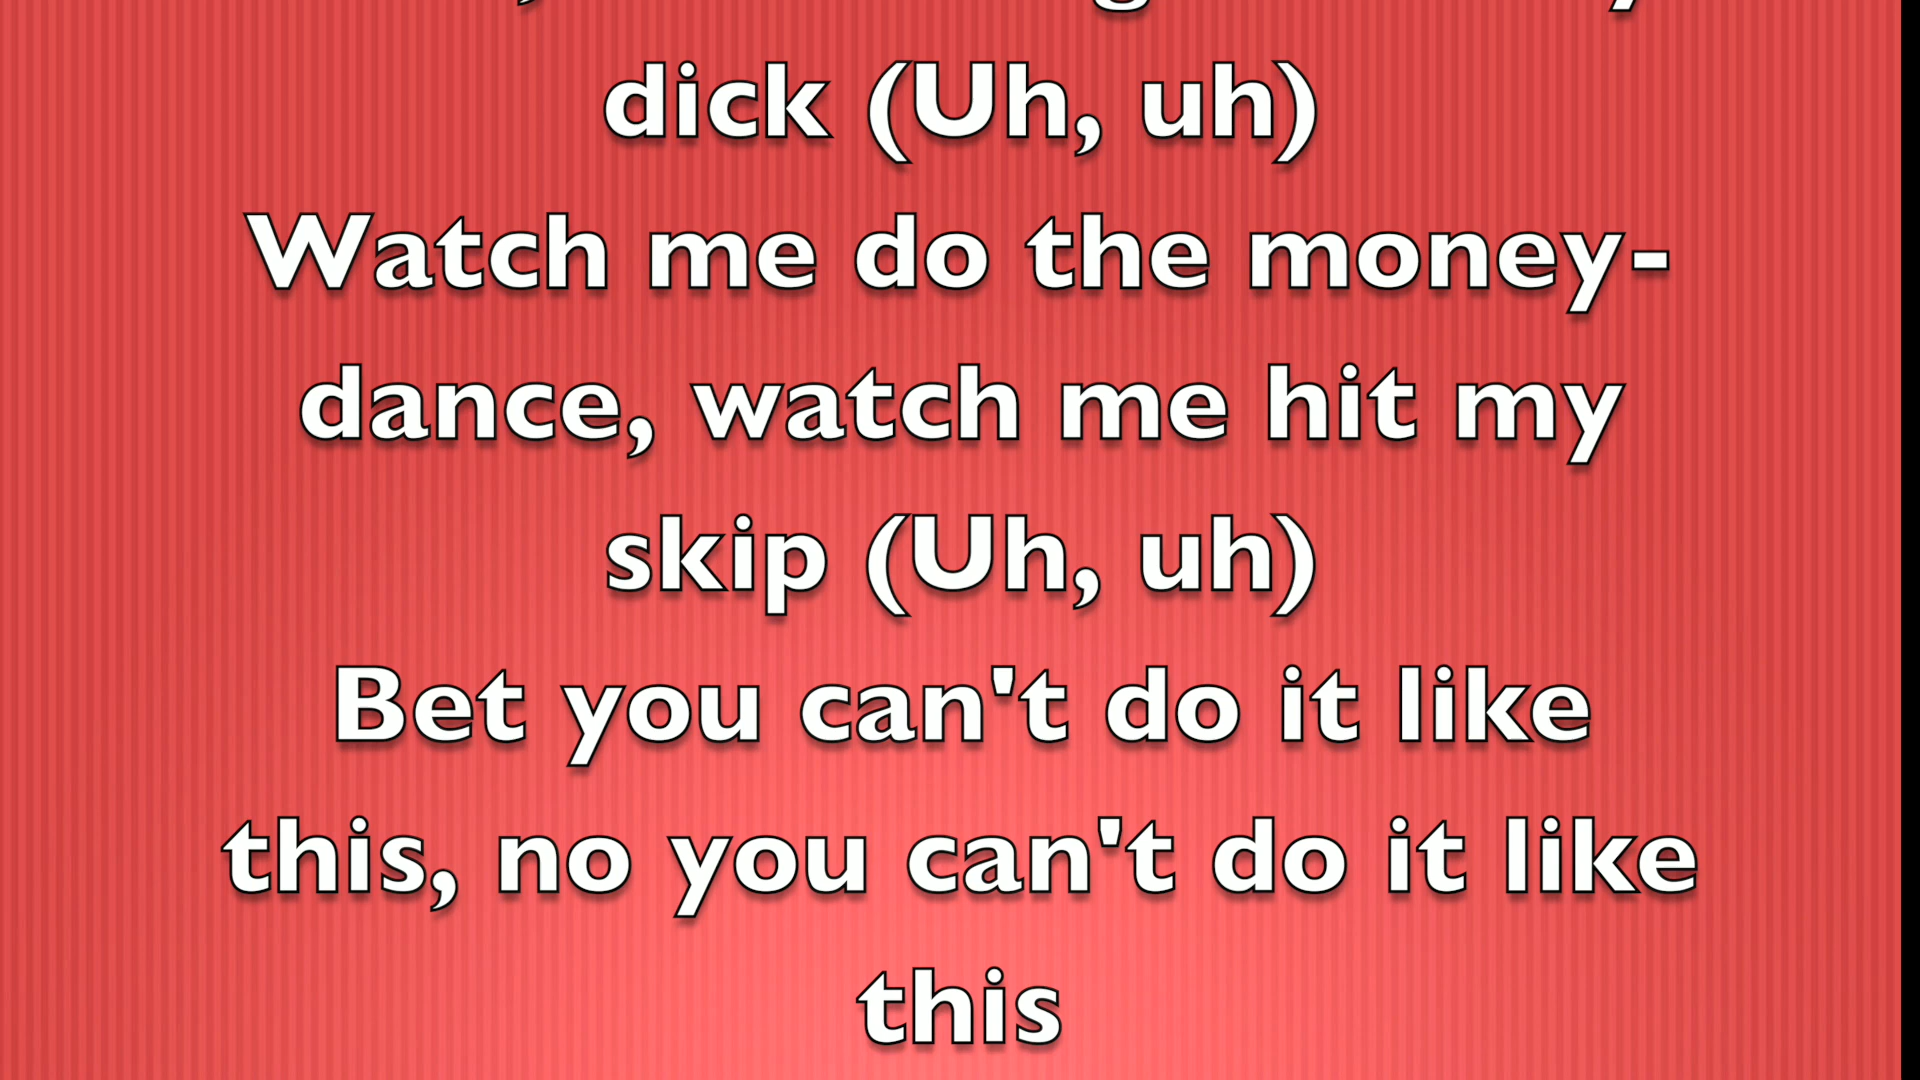 dick (Uh, uh)
Watch me do the money-
dance, watch me hit my
skip (Uh, uh)
Bet you can't do it like
this, no you can't do it like
this